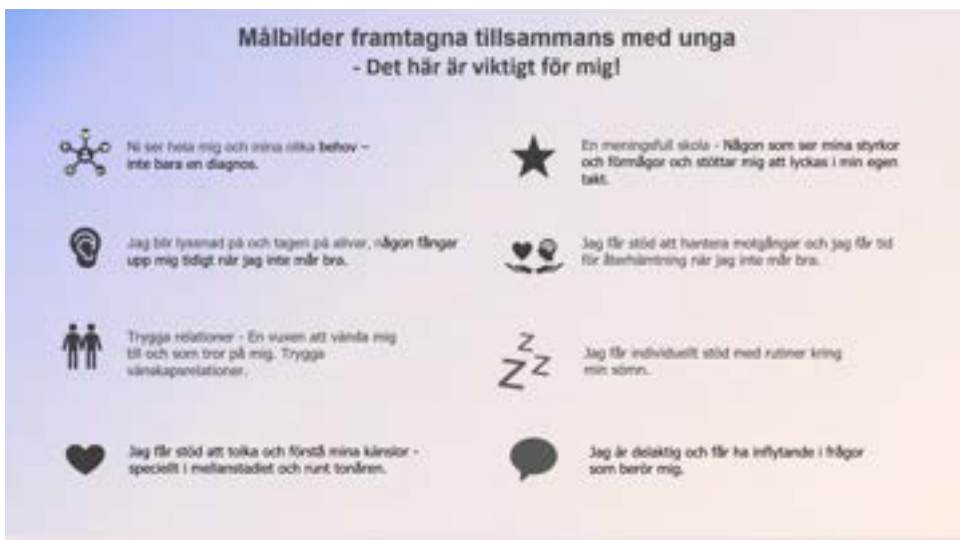 Målbilder framtagna tillsammans med unga
- Det här är viktigt för mig!
Ni ser hela mig och mina olika behov –
inte bara en diagnos.
Jag blir lyssnad på och tagen på allvar, någon fångar
upp mig tidigt när jag inte mår bra.
Trygga relationer - En vuxen att vända mig
till och som tror på mig. Trygga
vänskapsrelationer.
Jag får stöd att tolka och förstå mina känslor -
speciellt i mellanstadiet och runt tonåren.
En meningsfull skola - Någon som ser mina styrkor
och förmågor och stöttar mig att lyckas i min egen
takt.
Jag får stöd att hantera motgångar och jag får tid
för återhämtning när jag inte mår bra.
Z Z Z
Jag får individuellt stöd med rutiner kring
min sömn.
Jag är delaktig och får ha inflytande i frågor
som berör mig.